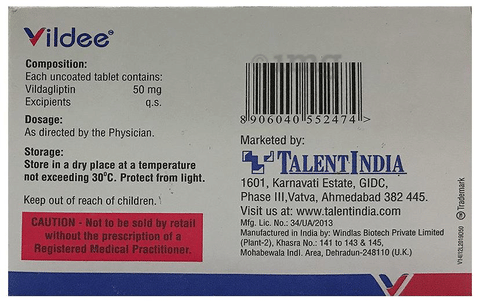 Vildee®
Composition:
Each uncoated tablet contains:
Vildagliptin 50 mg
Excipients q.s.
Dosage:
As directed by the Physician.
Storage:
Store in a dry place at a temperature
not exceeding 30°C. Protect from light.
Keep out of reach of children.
CAUTION - Not to be sold by retail
without the prescription of a
Registered Medical Practitioner.
1mg
8906040552474
Marketed by:
TALENTINDIA
1601, Karnavati Estate, GIDC,
Phase III,Vatva, Ahmedabad 382 445.
Visit us at: www.talentindia.com
Mfg. Lic. No.: 34/UA/2013
Manufactured in India by: Windlas Biotech Private Limited
(Plant-2), Khasra No.: 141 to 143 & 145,
Mohabewala Indl. Area, Dehradun-248110 (U.K.)
® Trademark